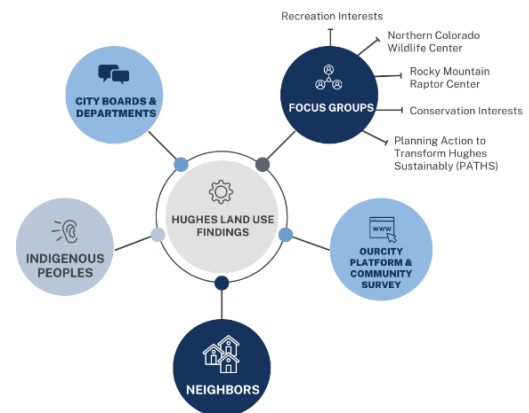 Recreation Interests
Northern Colorado
Wildlife Center
Rocky Mountain
Raptor Center
Conservation Interests
Planning Action to
Transform Hughes
Sustainably (PATHS)
FOCUS GROUPS
CITY BOARDS &
DEPARTMENTS
HUGHES LAND USE
FINDINGS
INDIGENOUS
PEOPLES
WWW
OURCITY
PLATFORM &
COMMUNITY
SURVEY
NEIGHBORS